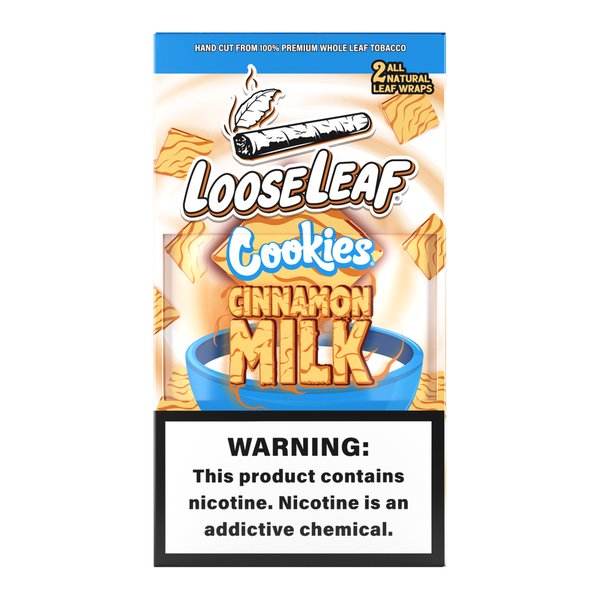 HAND CUT FROM 100% PREMIUM WHOLE LEAF TOBACCO
2 ALL
NATURAL
LEAF WRAPS
LOOSELEAF®
Cookies®
CINNAMON
MILK
WARNING:
This product contains
nicotine. Nicotine is an
addictive chemical.